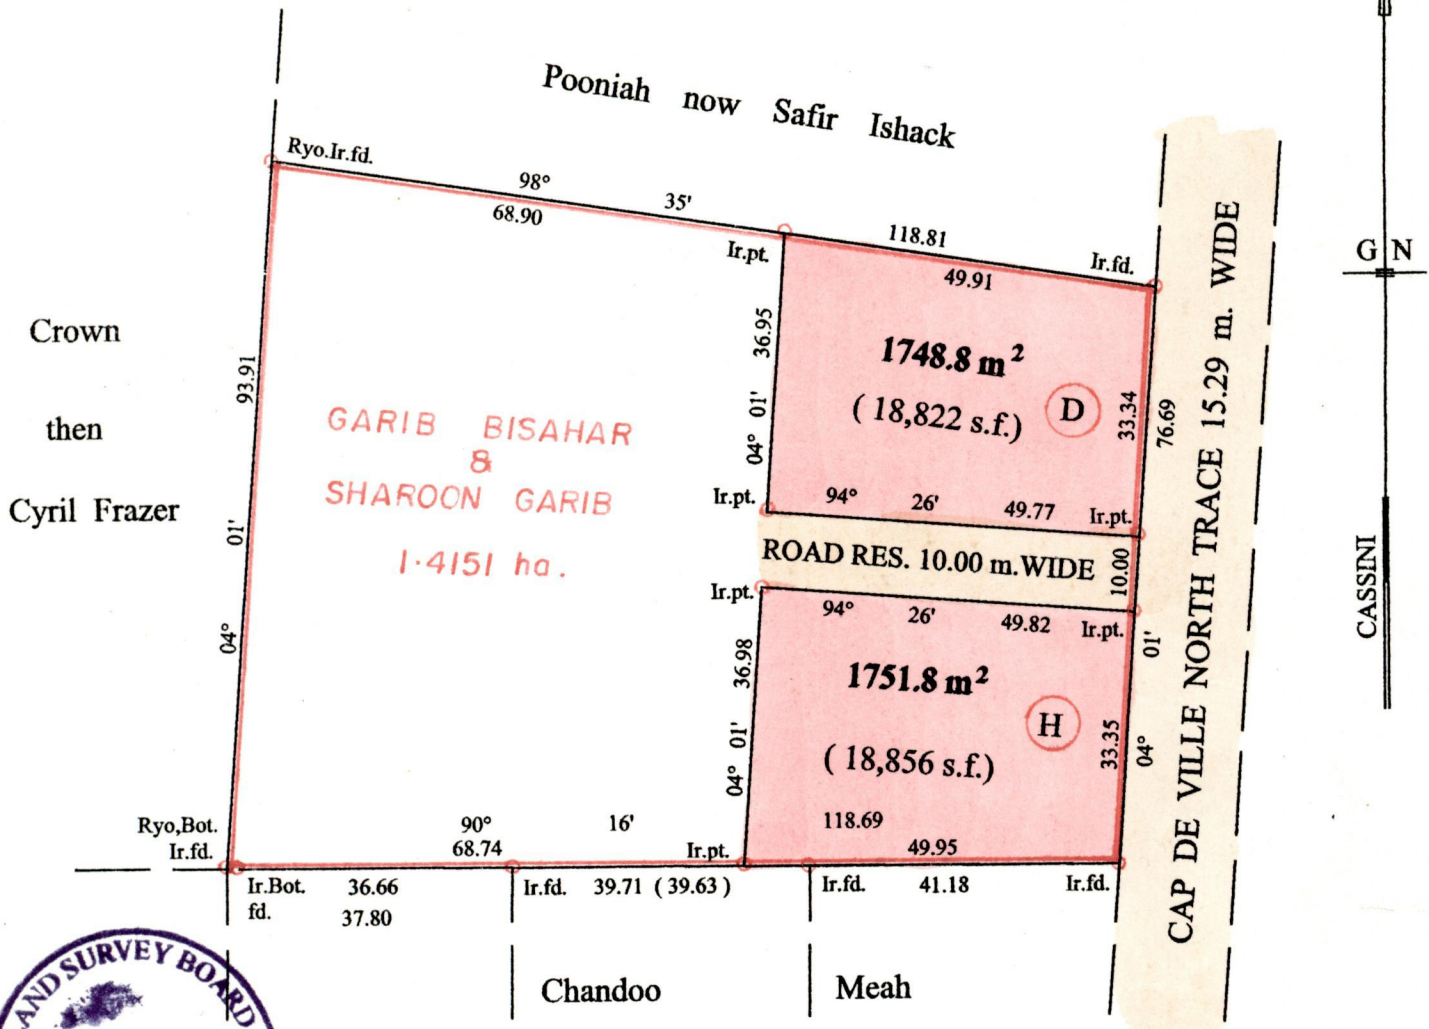 Pooniah now Safir Ishack
G N
Ryo.Ir.fd.
98° 35'
68.90
118.81
Ir.pt.
49.91
Ir.fd.
Crown
then
Cyril Frazer
93.91
01'
04°
GARIB BISAHAR
&
SHAROON GARIB
1.4151 ha.
36.95
01'
04°
1748.8 m²
( 18,822 s.f.)
D
33.34
76.69
Ir.pt.
94° 26' 49.77
Ir.pt.
ROAD RES. 10.00 m.WIDE
10.00
Ir.pt.
94° 26' 49.82
Ir.pt.
36.98
01'
04°
1751.8 m²
( 18,856 s.f.)
H
33.35
01'
04°
CAP DE VILLE NORTH TRACE 15.29 m. WIDE
CASSINI
Ryo,Bot.
Ir.fd.
90° 16'
68.74
Ir.pt.
118.69
49.95
Ir.Bot.
fd.
36.66
37.80
Ir.fd.
39.71 ( 39.63 )
Ir.fd.
41.18
Ir.fd.
Chandoo
Meah
LAND SURVEY BOARD